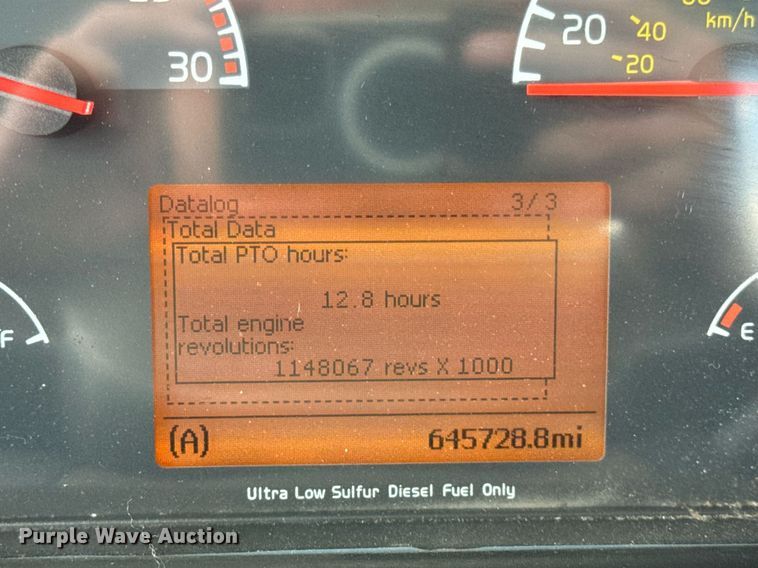 30
20
40
20
km/h
Datalog 3/3
Total Data
Total PTO hours:
12.8 hours
Total engine
revolutions:
1148067 revs X 1000
F
E
(A) 645728.8mi
Ultra Low Sulfur Diesel Fuel Only
Purple Wave Auction